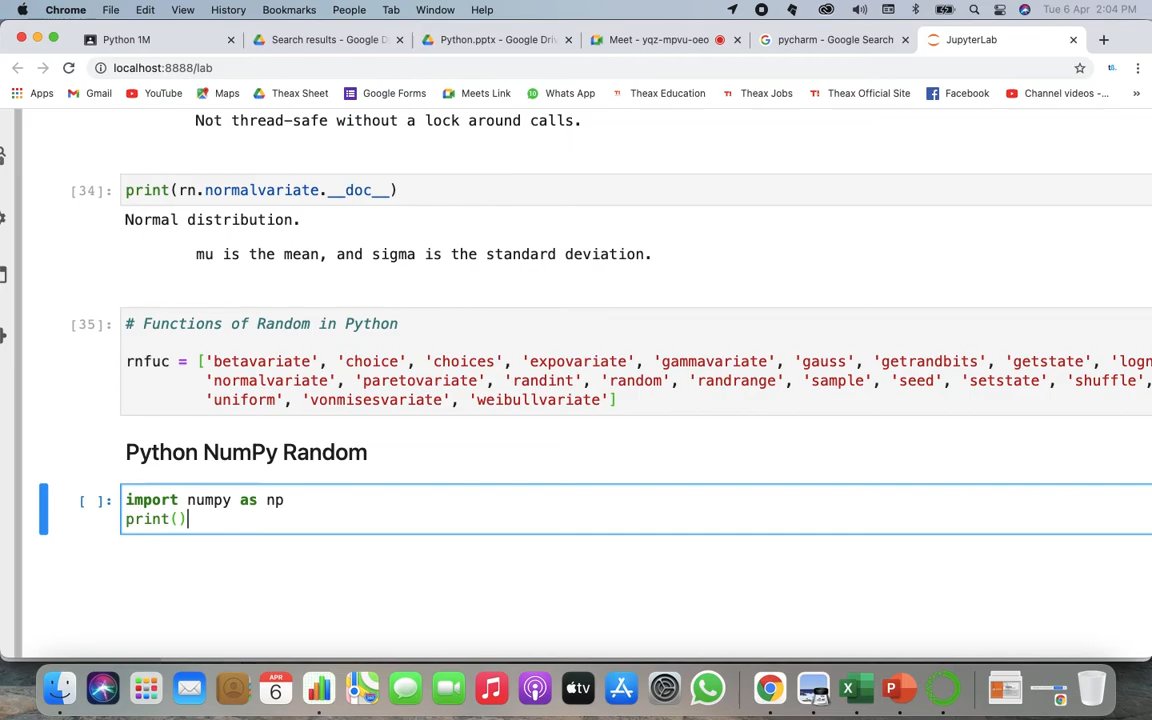 Chrome File Edit View History Bookmarks People Tab Window Help Tue 6 Apr 2:04 PM
Python 1M Search results - Google D Python.pptx - Google Driv Meet - yqz-mpvu-oeo pycharm - Google Search JupyterLab
localhost:8888/lab
Apps Gmail YouTube Maps Theax Sheet Google Forms Meets Link Whats App Theax Education Theax Jobs Theax Official Site Facebook Channel videos -... »
Not thread-safe without a lock around calls.
[34]: print(rn.normalvariate.__doc__)
Normal distribution.
mu is the mean, and sigma is the standard deviation.
[35]: # Functions of Random in Python
rnfuc = ['betavariate', 'choice', 'choices', 'expovariate', 'gammavariate', 'gauss', 'getrandbits', 'getstate', 'logn
'normalvariate', 'paretovariate', 'randint', 'random', 'randrange', 'sample', 'seed', 'setstate', 'shuffle',
'uniform', 'vonmisesvariate', 'weibullvariate']
Python NumPy Random
[ ]: import numpy as np
print()
APR
6
tv
X
P